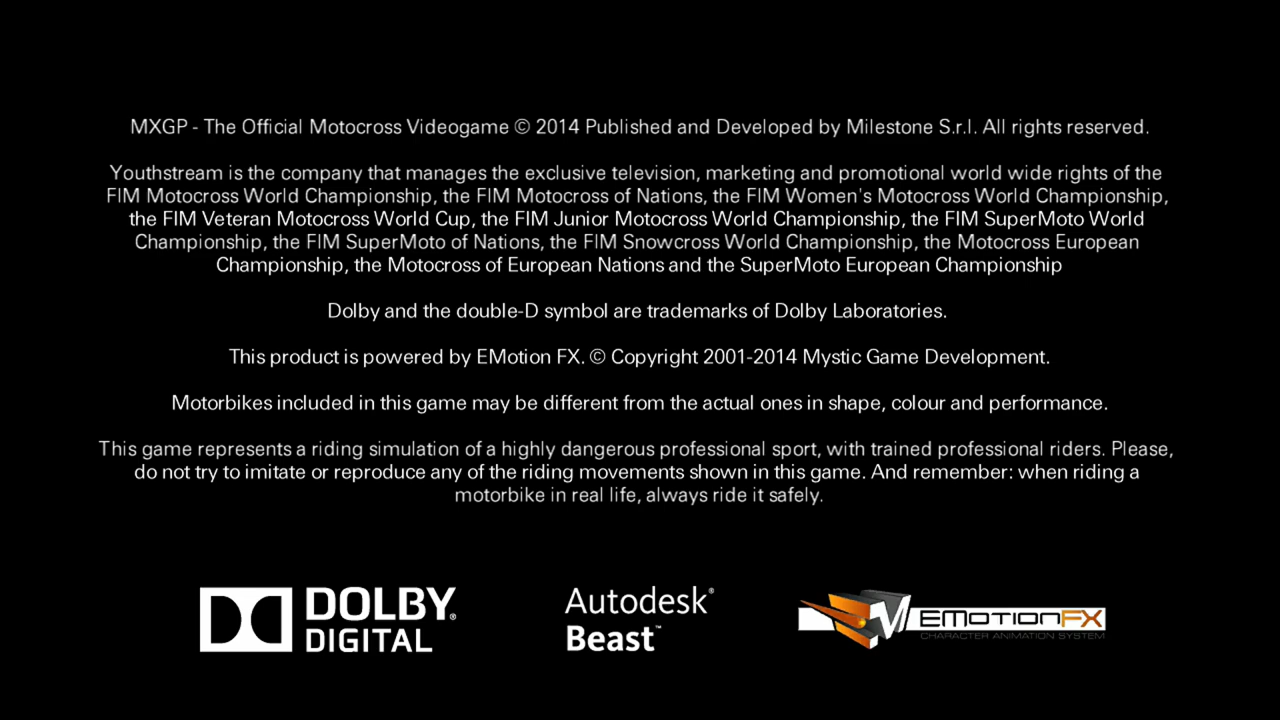 MXGP - The Official Motocross Videogame © 2014 Published and Developed by Milestone S.r.l. All rights reserved.
Youthstream is the company that manages the exclusive television, marketing and promotional world wide rights of the
FIM Motocross World Championship, the FIM Motocross of Nations, the FIM Women's Motocross World Championship,
the FIM Veteran Motocross World Cup, the FIM Junior Motocross World Championship, the FIM SuperMoto World
Championship, the FIM SuperMoto of Nations, the FIM Snowcross World Championship, the Motocross European
Championship, the Motocross of European Nations and the SuperMoto European Championship
Dolby and the double-D symbol are trademarks of Dolby Laboratories.
This product is powered by EMotion FX. © Copyright 2001-2014 Mystic Game Development.
Motorbikes included in this game may be different from the actual ones in shape, colour and performance.
This game represents a riding simulation of a highly dangerous professional sport, with trained professional riders. Please,
do not try to imitate or reproduce any of the riding movements shown in this game. And remember: when riding a
motorbike in real life, always ride it safely.
DOLBY®
DIGITAL
Autodesk®
Beast™
EMotionFX
CHARACTER ANIMATION SYSTEM